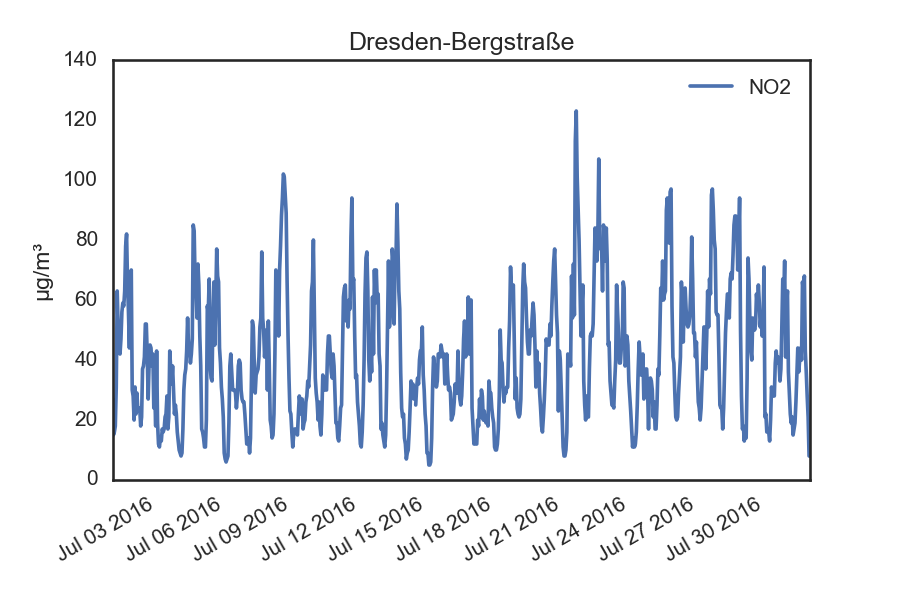 Dresden-Bergstraße
140
120
100
80
60
40
20
0
µg/m³
NO2
Jul 03 2016
Jul 06 2016
Jul 09 2016
Jul 12 2016
Jul 15 2016
Jul 18 2016
Jul 21 2016
Jul 24 2016
Jul 27 2016
Jul 30 2016